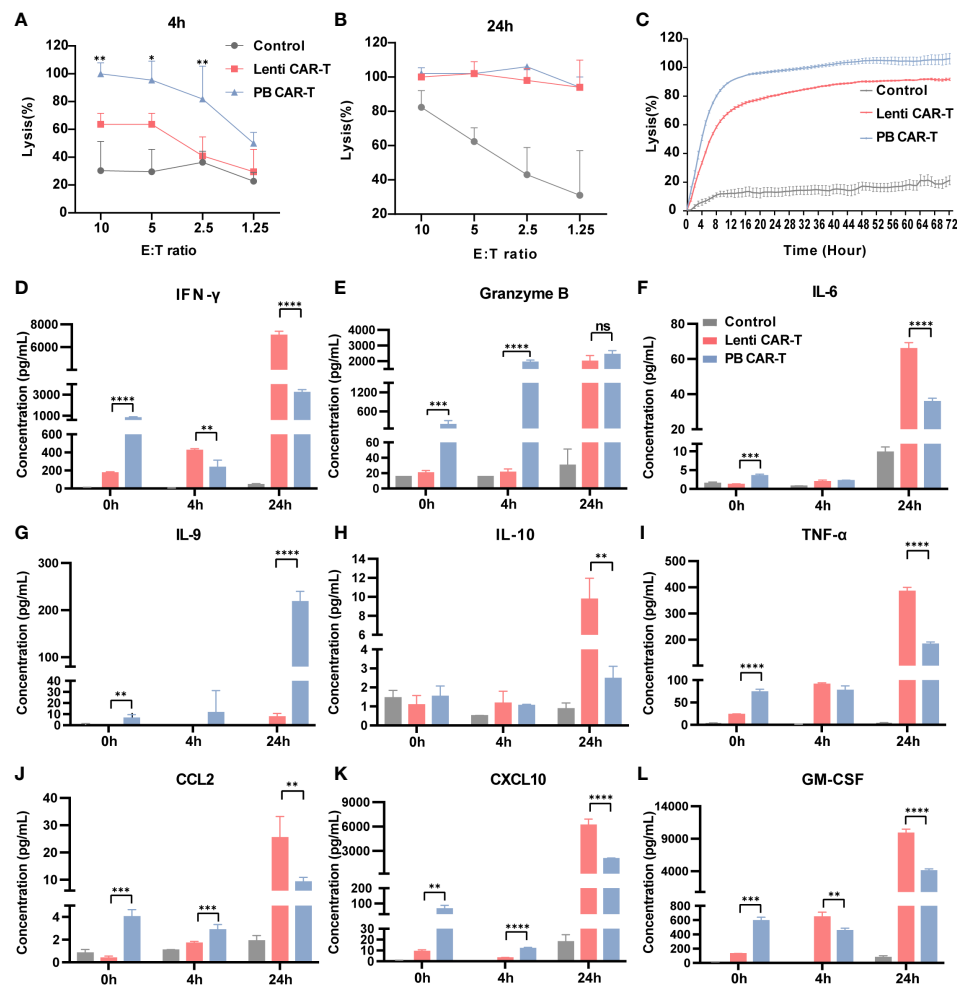 A
4h
Lysis(%)
120
100
80
60
40
20
0
**
*
**
Control
Lenti CAR-T
PB CAR-T
10
5
2.5
1.25
E:T ratio
B
24h
Lysis(%)
120
100
80
60
40
20
10
5
2.5
1.25
E:T ratio
C
Lysis(%)
120
100
80
60
40
20
0
Control
Lenti CAR-T
PB CAR-T
0 4 8 12 16 20 24 28 32 36 40 44 48 52 56 60 64 68 72
Time (Hour)
D
IFN-γ
Concentration (pg/mL)
8000
6000
4000
3000
1000
600
400
200
0
****
**
****
0h
4h
24h
E
Granzyme B
Concentration (pg/mL)
4000
3000
2000
1200
600
60
40
20
0
***
****
ns
0h
4h
24h
F
IL-6
Concentration (pg/mL)
80
60
40
20
10
5
0
Control
Lenti CAR-T
PB CAR-T
***
****
0h
4h
24h
G
IL-9
Concentration (pg/mL)
300
200
100
40
30
20
10
0
**
****
0h
4h
24h
H
IL-10
Concentration (pg/mL)
14
12
10
8
6
4
3
2
1
0
**
0h
4h
24h
I
TNF-α
Concentration (pg/mL)
500
400
300
200
100
50
0
****
****
0h
4h
24h
J
CCL2
Concentration (pg/mL)
40
30
20
10
4
2
0
***
***
**
0h
4h
24h
K
CXCL10
Concentration (pg/mL)
9000
6000
3000
200
100
30
20
10
0
**
****
****
0h
4h
24h
L
GM-CSF
Concentration (pg/mL)
14000
9000
4000
800
600
400
200
0
***
**
****
0h
4h
24h